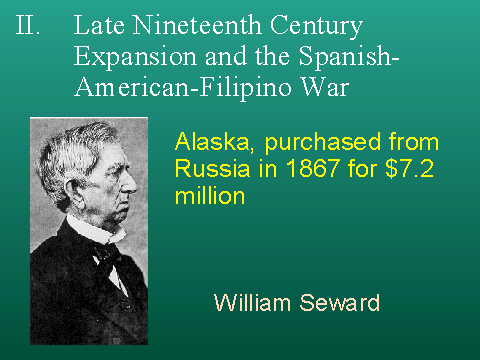 II. Late Nineteenth Century
Expansion and the Spanish-
American-Filipino War
Alaska, purchased from
Russia in 1867 for $7.2
million
William Seward